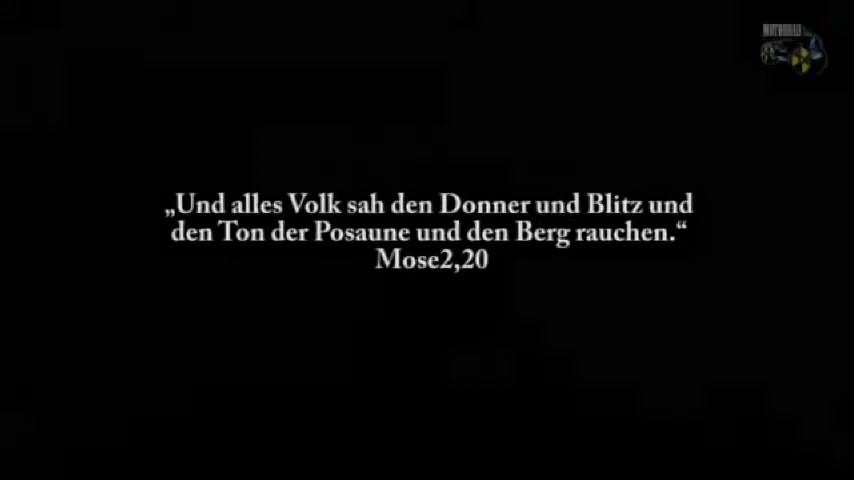 „Und alles Volk sah den Donner und Blitz und
den Ton der Posaune und den Berg rauchen.“
Mose2,20